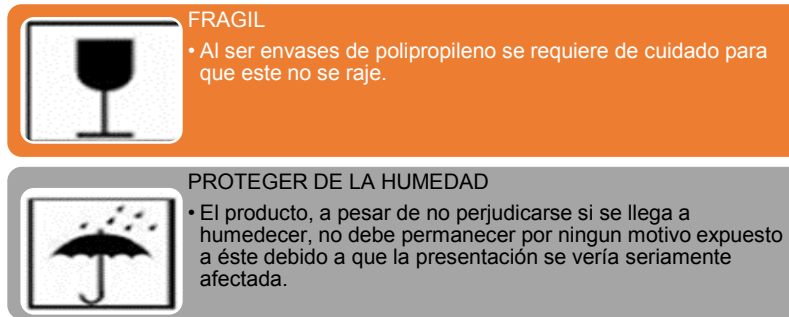 FRAGIL
• Al ser envases de polipropileno se requiere de cuidado para
que este no se raje.
PROTEGER DE LA HUMEDAD
• El producto, a pesar de no perjudicarse si se llega a
humedecer, no debe permanecer por ningun motivo expuesto
a éste debido a que la presentación se vería seriamente
afectada.